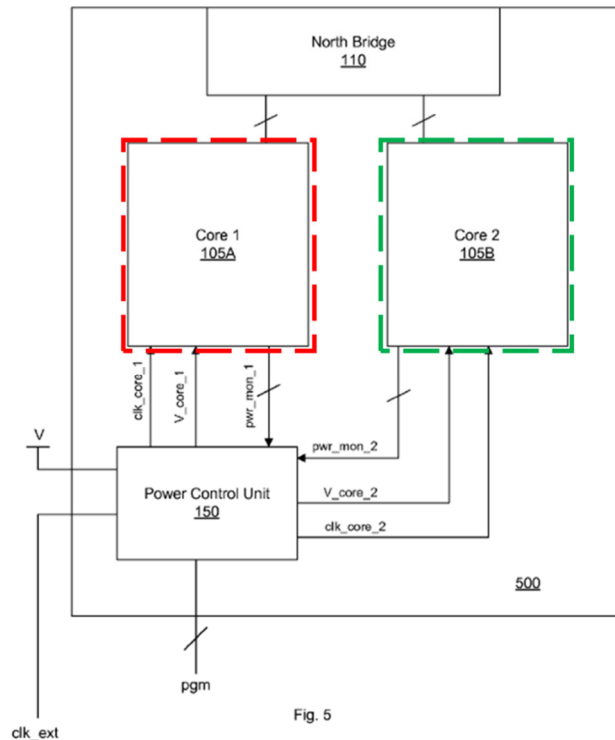 North Bridge
110
Core 1
105A
Core 2
105B
clk_core_1
V_core_1
pwr_mon_1
V
pwr_mon_2
Power Control Unit
150
V_core_2
clk_core_2
500
pgm
Fig. 5
clk_ext